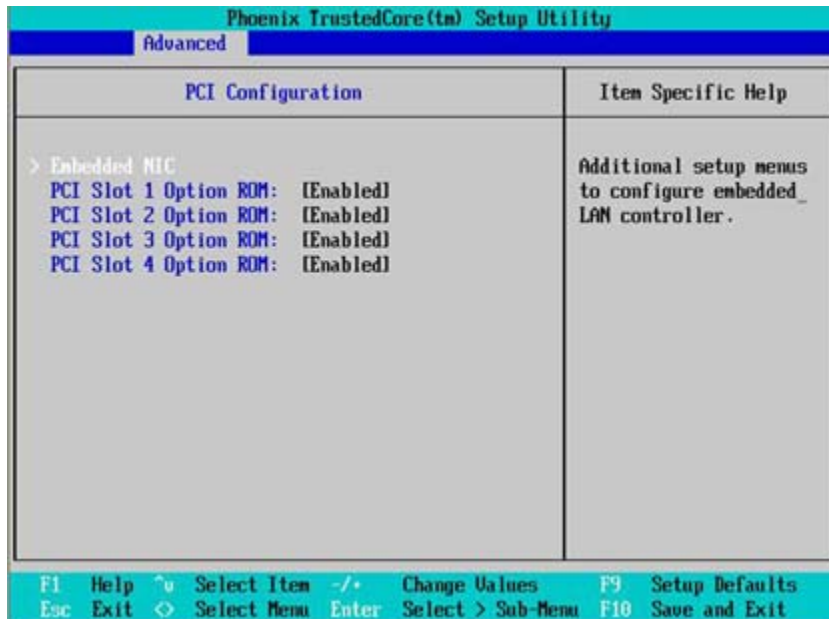 Phoenix TrustedCore(tm) Setup Utility
Advanced
PCI Configuration
Item Specific Help
> Embedded NIC
PCI Slot 1 Option ROM: [Enabled]
PCI Slot 2 Option ROM: [Enabled]
PCI Slot 3 Option ROM: [Enabled]
PCI Slot 4 Option ROM: [Enabled]
Additional setup menus
to configure embedded_
LAN controller.
F1 Help ^v Select Item -/+ Change Values F9 Setup Defaults
Esc Exit <> Select Menu Enter Select > Sub-Menu F10 Save and Exit